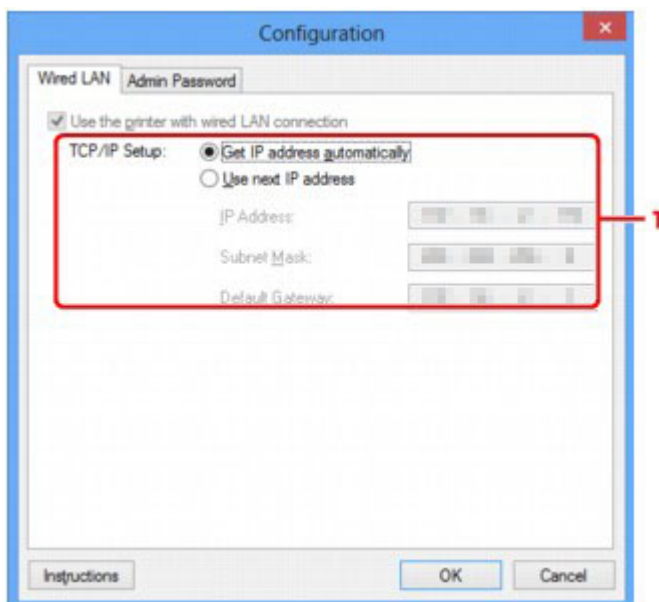 Configuration
Wired LAN Admin Password
Use the printer with wired LAN connection
TCP/IP Setup: Get IP address automatically
Use next IP address
IP Address:
1
Subnet Mask:
Default Gateway:
Instructions OK Cancel